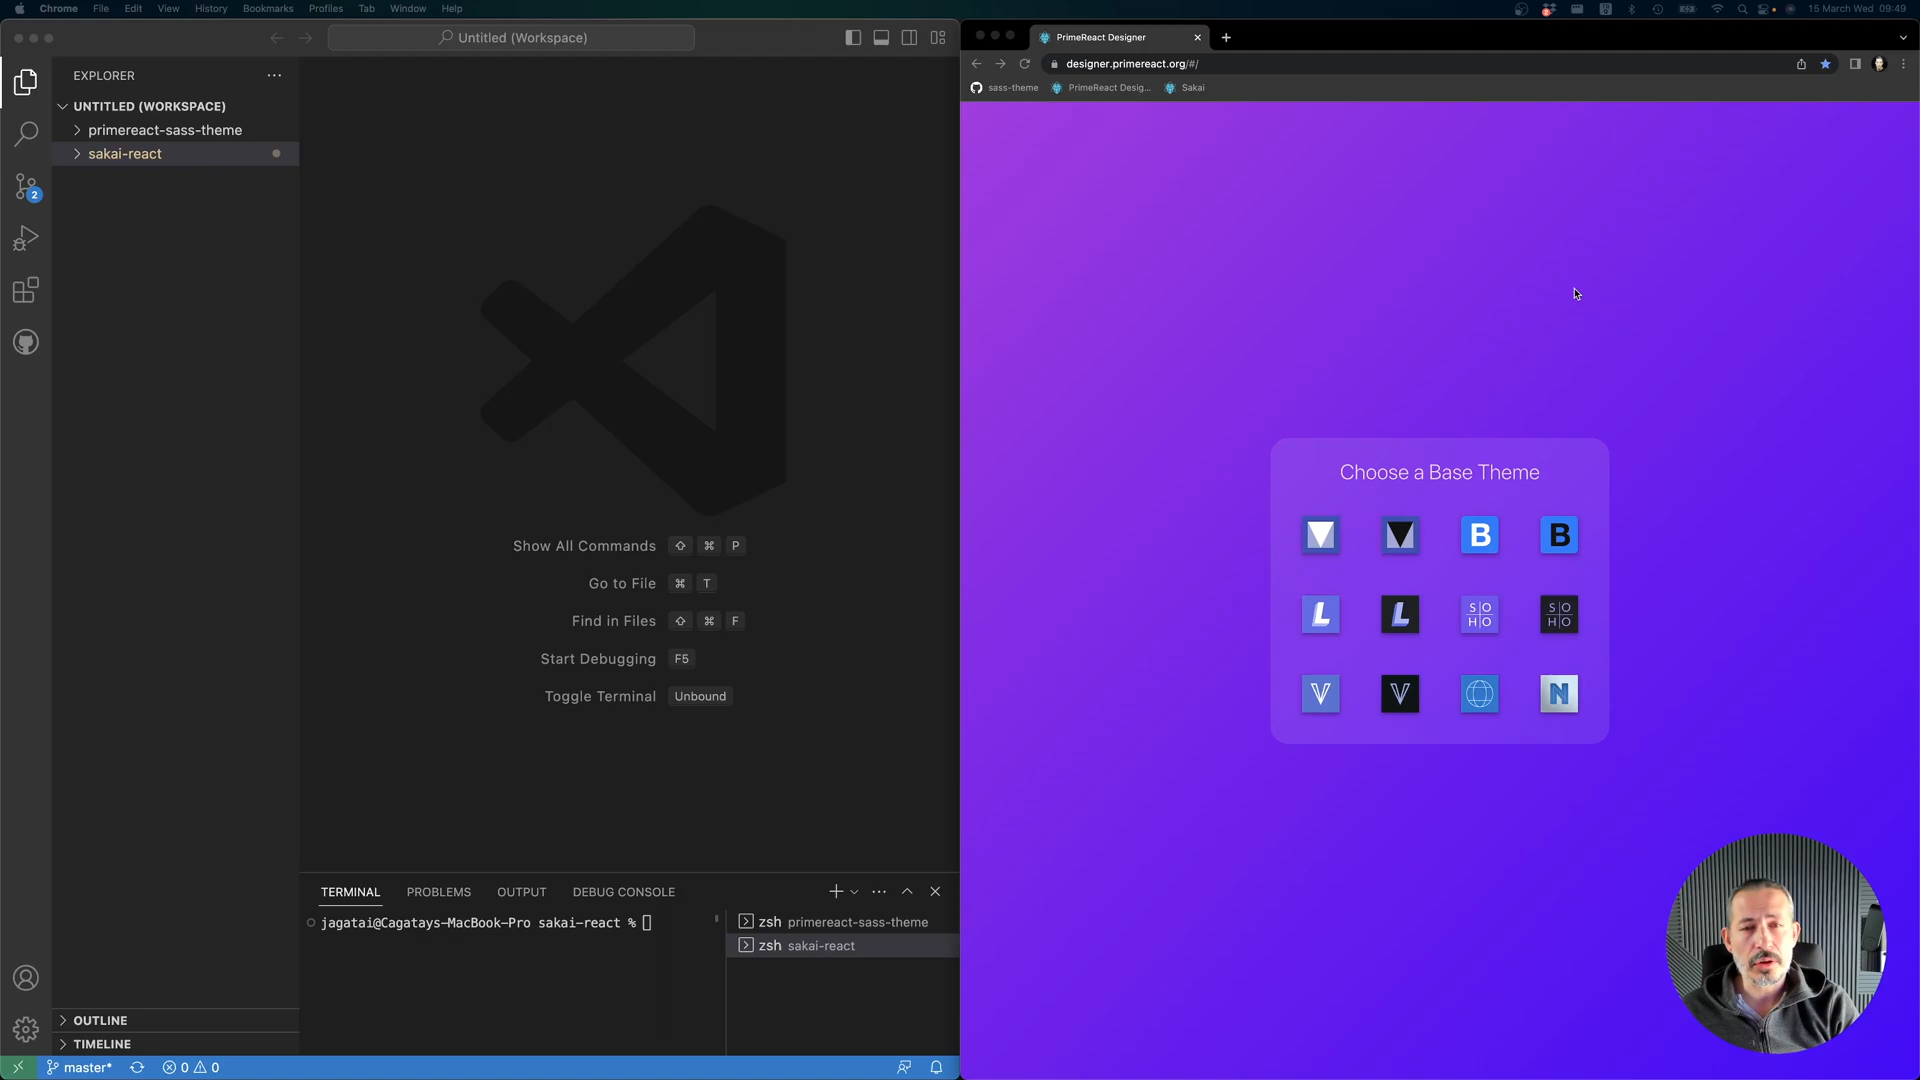 Chrome File Edit View History Bookmarks Profiles Tab Window Help
15 March Wed 09:49
Untitled (Workspace)
EXPLORER
UNTITLED (WORKSPACE)
primereact-sass-theme
sakai-react
2
Show All Commands ⇧ ⌘ P
Go to File ⌘ T
Find in Files ⇧ ⌘ F
Start Debugging F5
Toggle Terminal Unbound
TERMINAL PROBLEMS OUTPUT DEBUG CONSOLE
jagatai@Cagatays-MacBook-Pro sakai-react %
zsh primereact-sass-theme
zsh sakai-react
OUTLINE
TIMELINE
master* 0 0
PrimeReact Designer
designer.primereact.org/#/
sass-theme PrimeReact Desig... Sakai
Choose a Base Theme
B B
L L SOHO SOHO
V V N